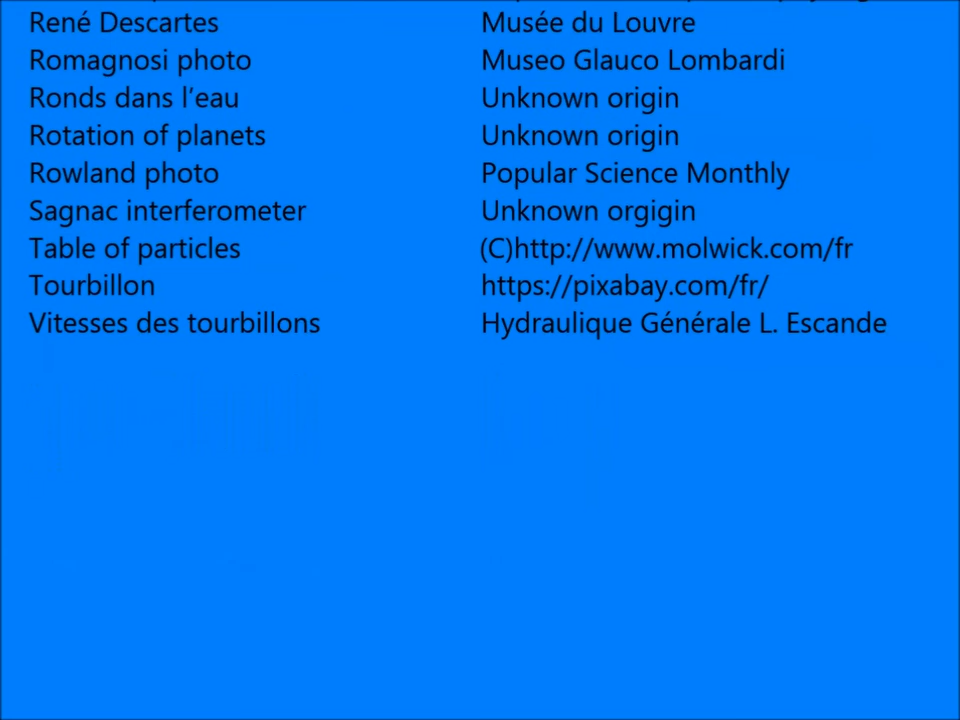 René Descartes Musée du Louvre
Romagnosi photo Museo Glauco Lombardi
Ronds dans l’eau Unknown origin
Rotation of planets Unknown origin
Rowland photo Popular Science Monthly
Sagnac interferometer Unknown orgigin
Table of particles (C)http://www.molwick.com/fr
Tourbillon https://pixabay.com/fr/
Vitesses des tourbillons Hydraulique Générale L. Escande